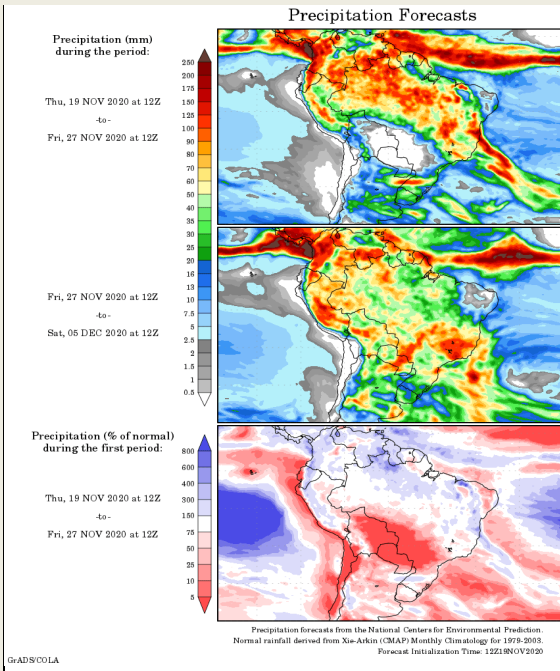 Precipitation Forecasts
Precipitation (mm)
during the period:
Thu, 19 NOV 2020 at 12Z
-to-
Fri, 27 NOV 2020 at 12Z
250
200
175
150
125
100
90
80
70
60
50
40
35
30
25
20
16
13
10
7.5
5
2.5
2
1.5
1
0.5
Fri, 27 NOV 2020 at 12Z
-to-
Sat, 05 DEC 2020 at 12Z
Precipitation (% of normal)
during the first period:
Thu, 19 NOV 2020 at 12Z
-to-
Fri, 27 NOV 2020 at 12Z
800
600
400
300
150
75
50
25
10
5
Precipitation forecasts from the National Centers for Environmental Prediction.
Normal rainfall derived from Xie-Arkin (CMAP) Monthly Climatology for 1979-2003.
Forecast Initialization Time: 12Z19NOV2020
GrADS/COLA